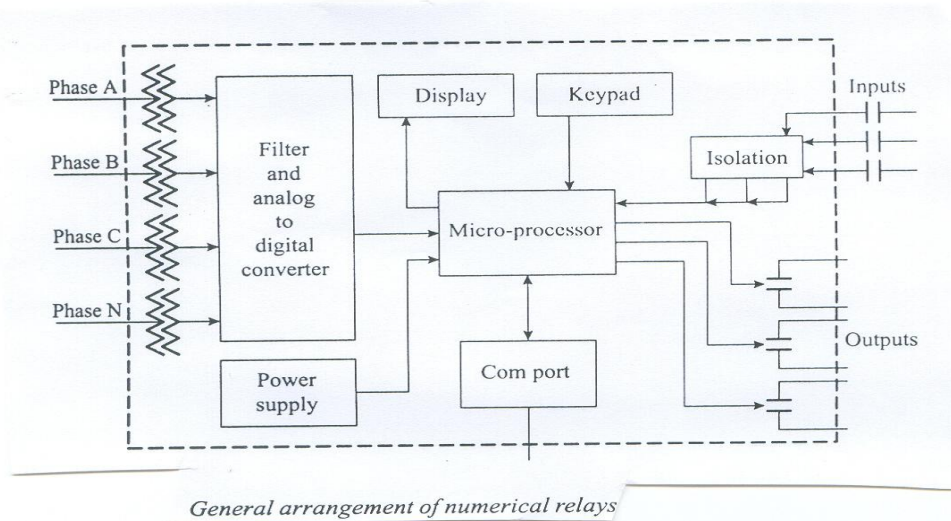 Phase A
Phase B
Phase C
Phase N
Filter
and
analog
to
digital
converter
Power
supply
Display
Keypad
Micro-processor
Com port
Isolation
Inputs
Outputs
General arrangement of numerical relays